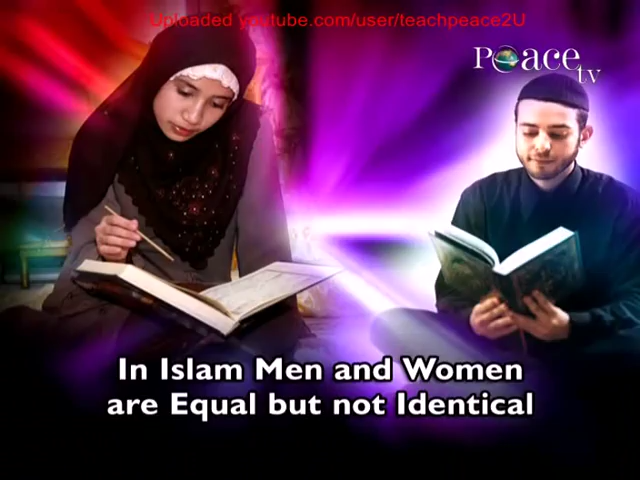 Uploaded youtube.com/user/teachpeace2U
Peace
tv
In Islam Men and Women
are Equal but not Identical